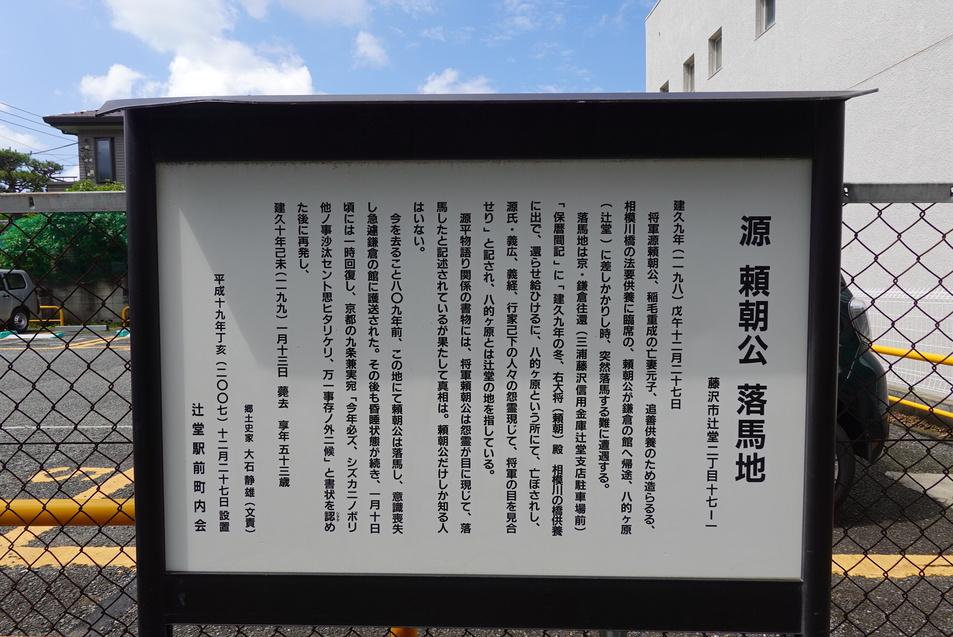 源 頼朝公 落馬地
藤沢市辻堂二丁目十七ー一
建久九年(一一九八)戊午十二月二十七日
将軍源頼朝公、稲毛重成の亡妻元子、追善供養のため造らるる、
相模川橋の法要供養に臨席の、頼朝が鎌倉の館へ帰途、八的ヶ原
(辻堂)に差しかかりし時、突然落馬する難に遭遇する。
落馬地は京・鎌倉往還(三浦藤沢信用金庫辻堂支店駐車場前)
「保暦間記」に「建久九年の冬、右大将(頼朝)殿 相模川の橋供養
に出で、還らせ給ひけるに、八的ヶ原という所にて、亡ぼされし、
源氏・義広、義経、行家己下の人々の怨霊現じて、将軍の目を見合
せり」と記され、八的ヶ原とは辻堂の地を指している。
源平物語り関係の書物には、将軍頼朝公は怨霊が目に現じて、落
馬したと記述されているが果たして真相は。頼朝公だけしか知る人
はいない。
今を去ること八〇九年前、この地にて頼朝公は落馬し、意識喪失
し急遽鎌倉の館に護送された。その後も昏睡状態が続き、一月十日
頃には一時回復し、京都の九条兼実宛「今年必ズ、シズカニノボリ
他ノ事沙汰セント思ヒタリケリ、万一事存ノ外ニ候」と書状を認め
た後に再発し、
建久十年己未(一一九九)一月十三日 薨去 享年五十三歳
平成十九年丁亥(二〇〇七)十二月二十七日設置
郷土史家 大石静雄(文責)
辻堂駅前町内会